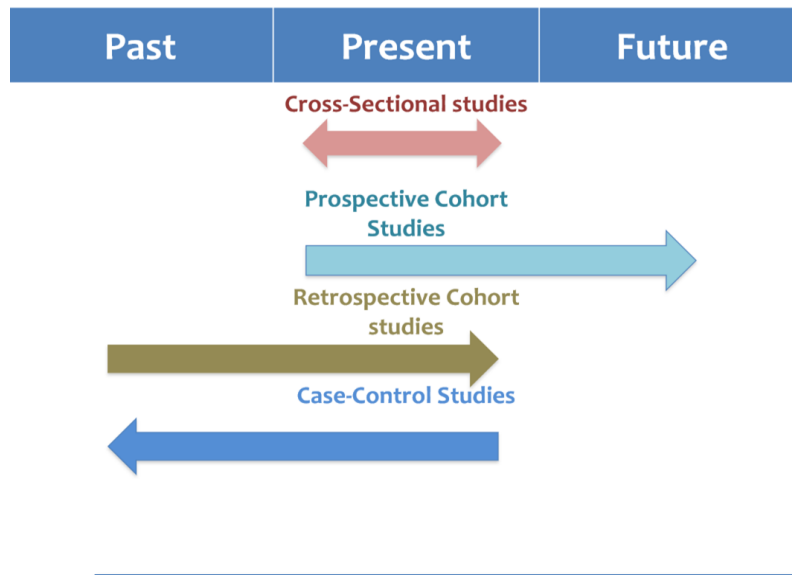 Past Present Future
Cross-Sectional studies
Prospective Cohort
Studies
Retrospective Cohort
studies
Case-Control Studies